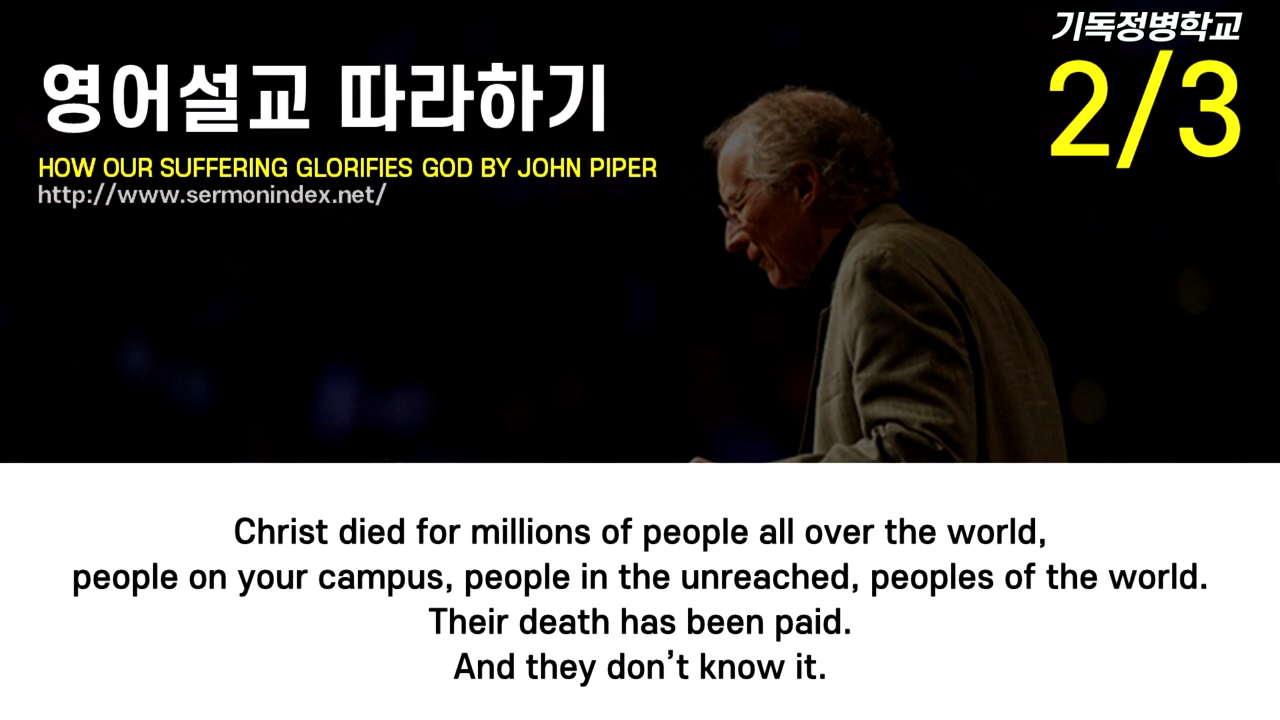 기독정병학교
2/3
영어설교 따라하기
HOW OUR SUFFERING GLORIFIES GOD BY JOHN PIPER
http://www.sermonindex.net/
Christ died for millions of people all over the world,
people on your campus, people in the unreached, peoples of the world.
Their death has been paid.
And they don't know it.